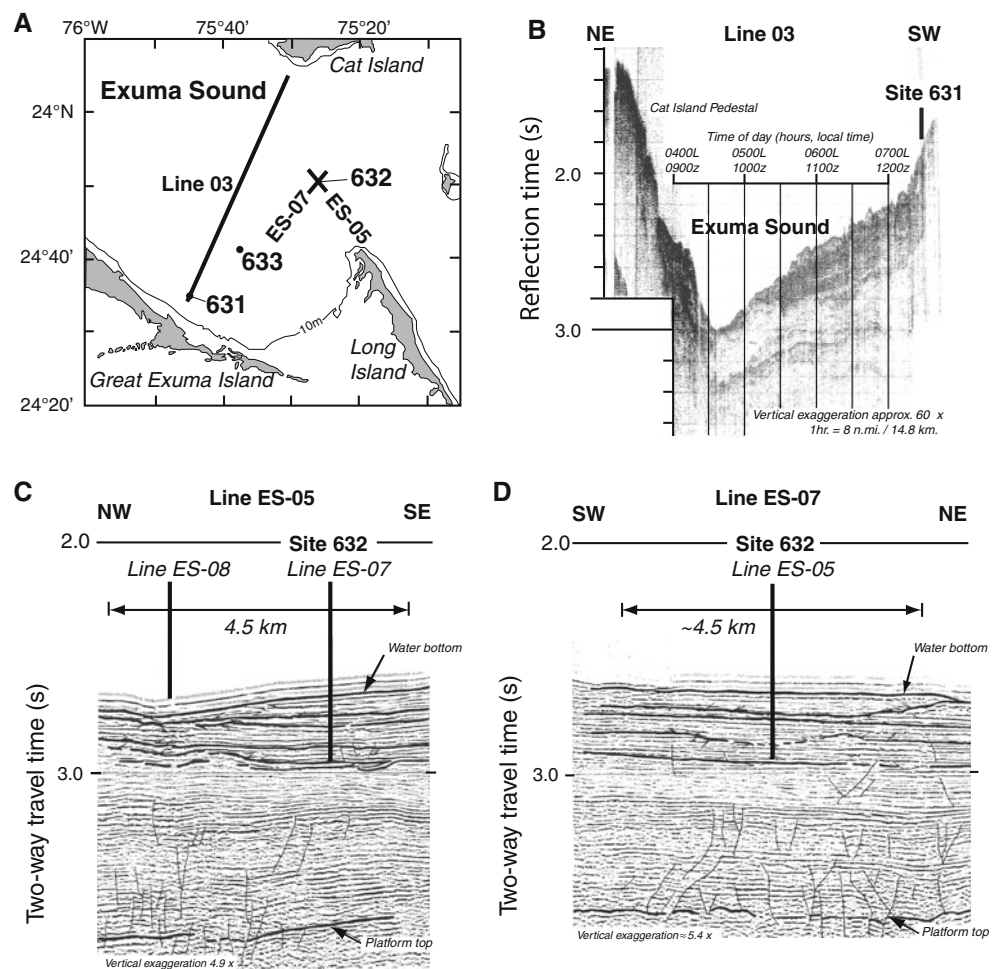 A
76°W 75°40' 75°20'
Cat Island
Exuma Sound
24°N
Line 03
632
ES-07
ES-05
24°40'
633
631
10m
Long
Island
Great Exuma Island
24°20'
B
NE Line 03 SW
Site 631
Cat Island Pedestal
Time of day (hours, local time)
0400L 0500L 0600L 0700L
0900z 1000z 1100z 1200z
Reflection time (s)
2.0
Exuma Sound
3.0
Vertical exaggeration approx. 60 x
1hr. = 8 n.mi. / 14.8 km.
C
Line ES-05
NW SE
2.0
Site 632
Line ES-08 Line ES-07
4.5 km
Water bottom
Two-way travel time (s)
3.0
Platform top
Vertical exaggeration 4.9 x
D
Line ES-07
SW NE
2.0
Site 632
Line ES-05
~4.5 km
Water bottom
Two-way travel time (s)
3.0
Platform top
Vertical exaggeration ≈ 5.4 x